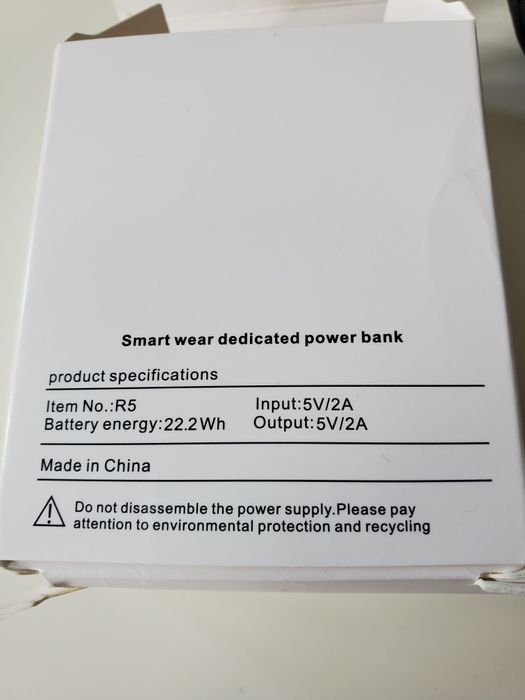 Smart wear dedicated power bank
product specifications
Item No.:R5 Input:5V/2A
Battery energy:22.2Wh Output:5V/2A
Made in China
Do not disassemble the power supply.Please pay
attention to environmental protection and recycling